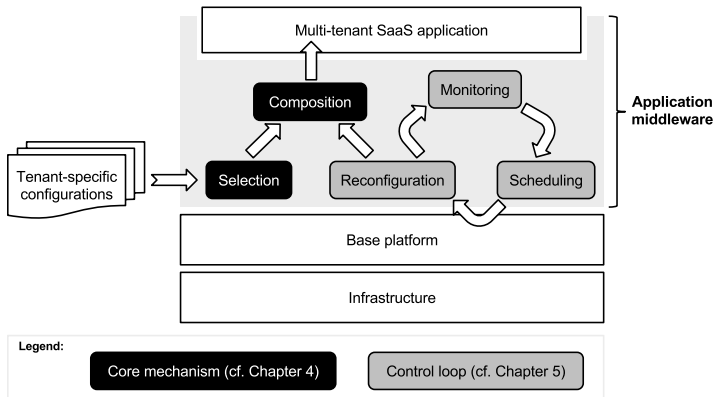 Multi-tenant SaaS application
Composition
Monitoring
Application
middleware
Tenant-specific
configurations
Selection
Reconfiguration
Scheduling
Base platform
Infrastructure
Legend:
Core mechanism (cf. Chapter 4)
Control loop (cf. Chapter 5)